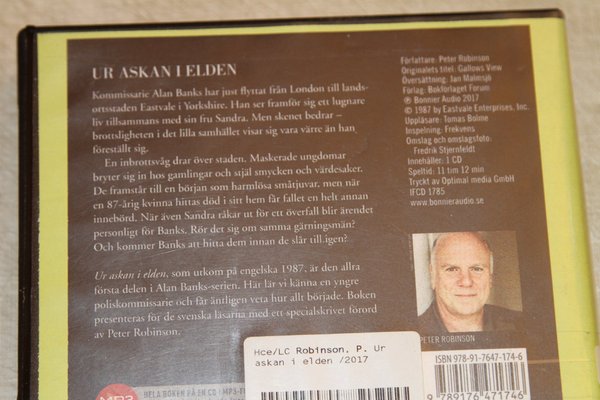 UR ASKAN I ELDEN
Kommissarie Alan Banks har just flyttat från London till lands-
ortsstaden Eastvale i Yorkshire. Han ser framför sig ett lugnare
liv tillsammans med sin fru Sandra. Men skenet bedrar –
brottsligheten i det lilla samhället visar sig vara värre än han
föreställt sig.
En inbrottsvåg drar över staden. Maskerade ungdomar
bryter sig in hos gamlingar och stjäl smycken och värdesaker.
De framstår till en början som harmlösa småtjuvar, men när
en 87-årig kvinna hittas död i sitt hem får fallet en helt annan
innebörd. När även Sandra råkar ut för ett överfall blir ärendet
personligt för Banks. Rör det sig om samma gärningsmän?
Och kommer Banks att hitta dem innan de slår till igen?
Ur askan i elden, som utkom på engelska 1987, är den allra
första delen i Alan Banks-serien. Här lär vi känna en yngre
poliskommissarie och får äntligen veta hur allt började. Boken
presenteras för de svenska läsarna med ett specialskrivet förord
av Peter Robinson.
Författare: Peter Robinson
Originalets titel: Gallows View
Översättning: Jan Malmsjö
Förlag: Bokförlaget Forum
℗ Bonnier Audio 2017
© 1987 by Eastvale Enterprises, Inc.
Uppläsare: Tomas Bolme
Inspelning: Frekvens
Omslag och omslagsfoto:
Fredrik Stjernfeldt
Innehåller: 1 CD
Speltid: 11 tim 12 min
Tryckt av Optimal media GmbH
IFCD 1785
www.bonnieraudio.se
PETER ROBINSON
Hce/LC Robinson, P. Ur
askan i elden /2017
MP3
HELA BOKEN PÅ EN CD
ISBN 978-91-7647-174-6
9 789176 471746